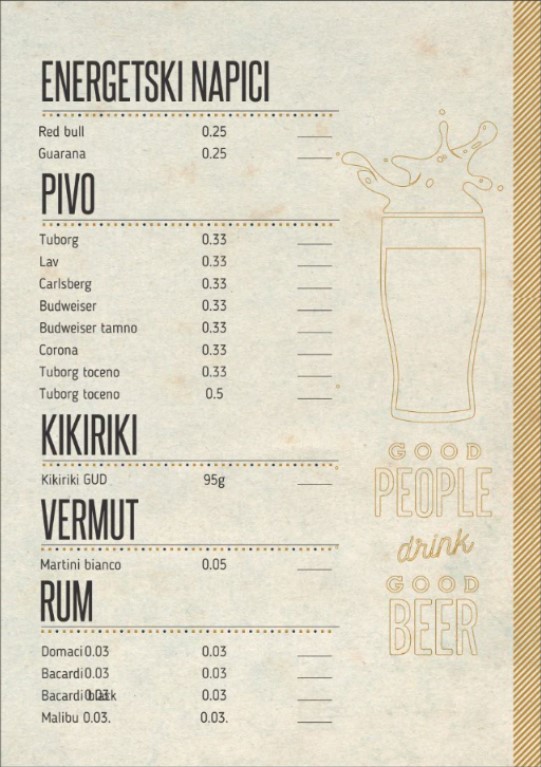 ENERGETSKI NAPICI
Red bull 0.25 ____
Guarana 0.25 ____
PIVO
Tuborg 0.33 ____
Lav 0.33 ____
Carlsberg 0.33 ____
Budweiser 0.33 ____
Budweiser tamno 0.33 ____
Corona 0.33 ____
Tuborg toceno 0.33 ____
Tuborg toceno 0.5 ____
KIKIRIKI
Kikiriki GUD 95g ____
VERMUT
Martini bianco 0.05 ____
RUM
Domaci 0.03 0.03 ____
Bacardi 0.03 0.03 ____
Bacardi black 0.03 0.03 ____
Malibu 0.03. 0.03. ____
GOOD
PEOPLE
drink
GOOD
BEER